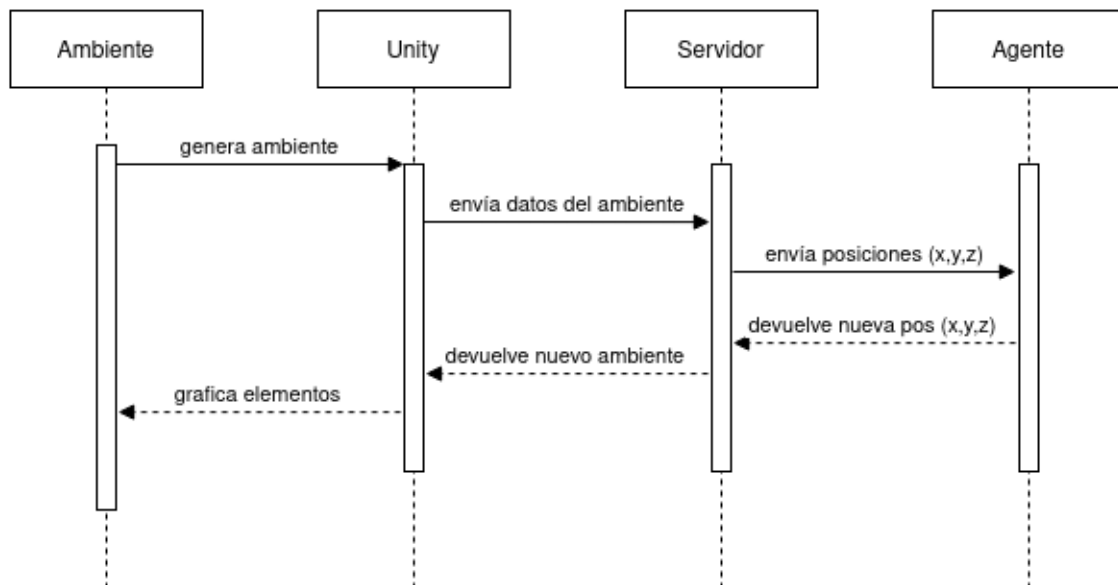 Ambiente
Unity
Servidor
Agente
genera ambiente
envía datos del ambiente
envía posiciones (x,y,z)
devuelve nueva pos (x,y,z)
devuelve nuevo ambiente
grafica elementos